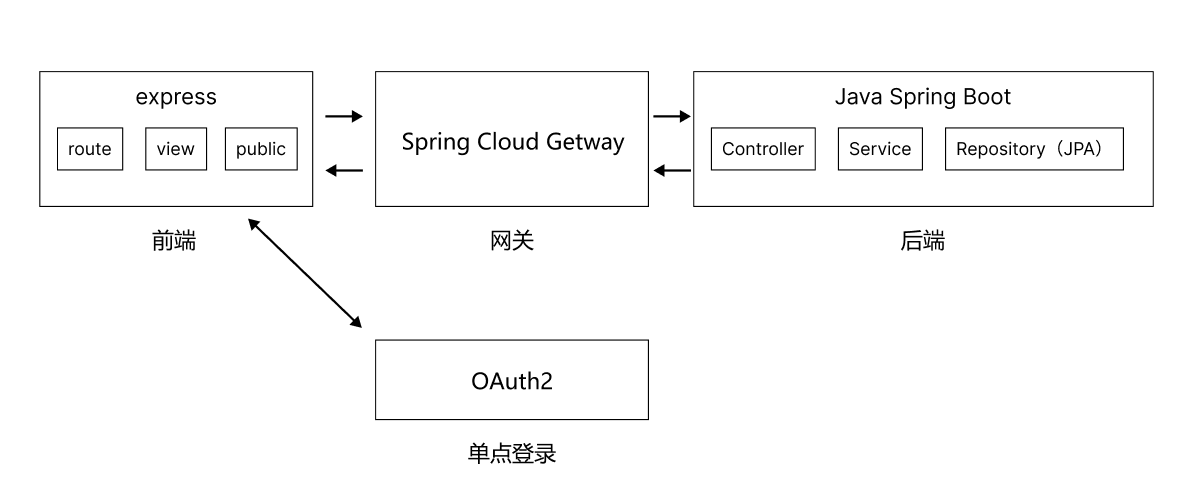 express
route
view
public
前端
Spring Cloud Getway
网关
Java Spring Boot
Controller
Service
Repository（JPA）
后端
OAuth2
单点登录